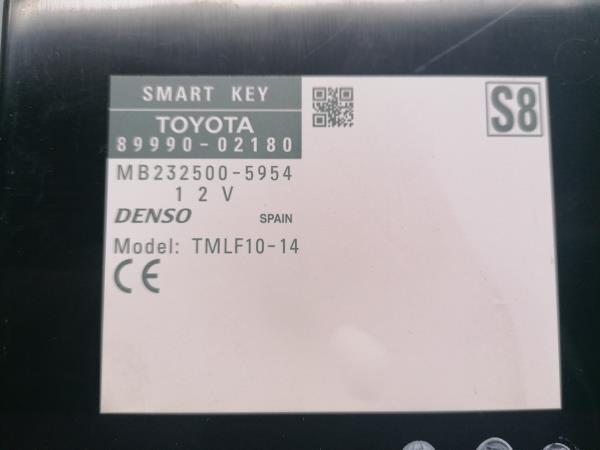 SMART KEY
TOYOTA
89990-02180
S8
MB232500-5954
12V
DENSO SPAIN
Model: TMLF10-14
CE